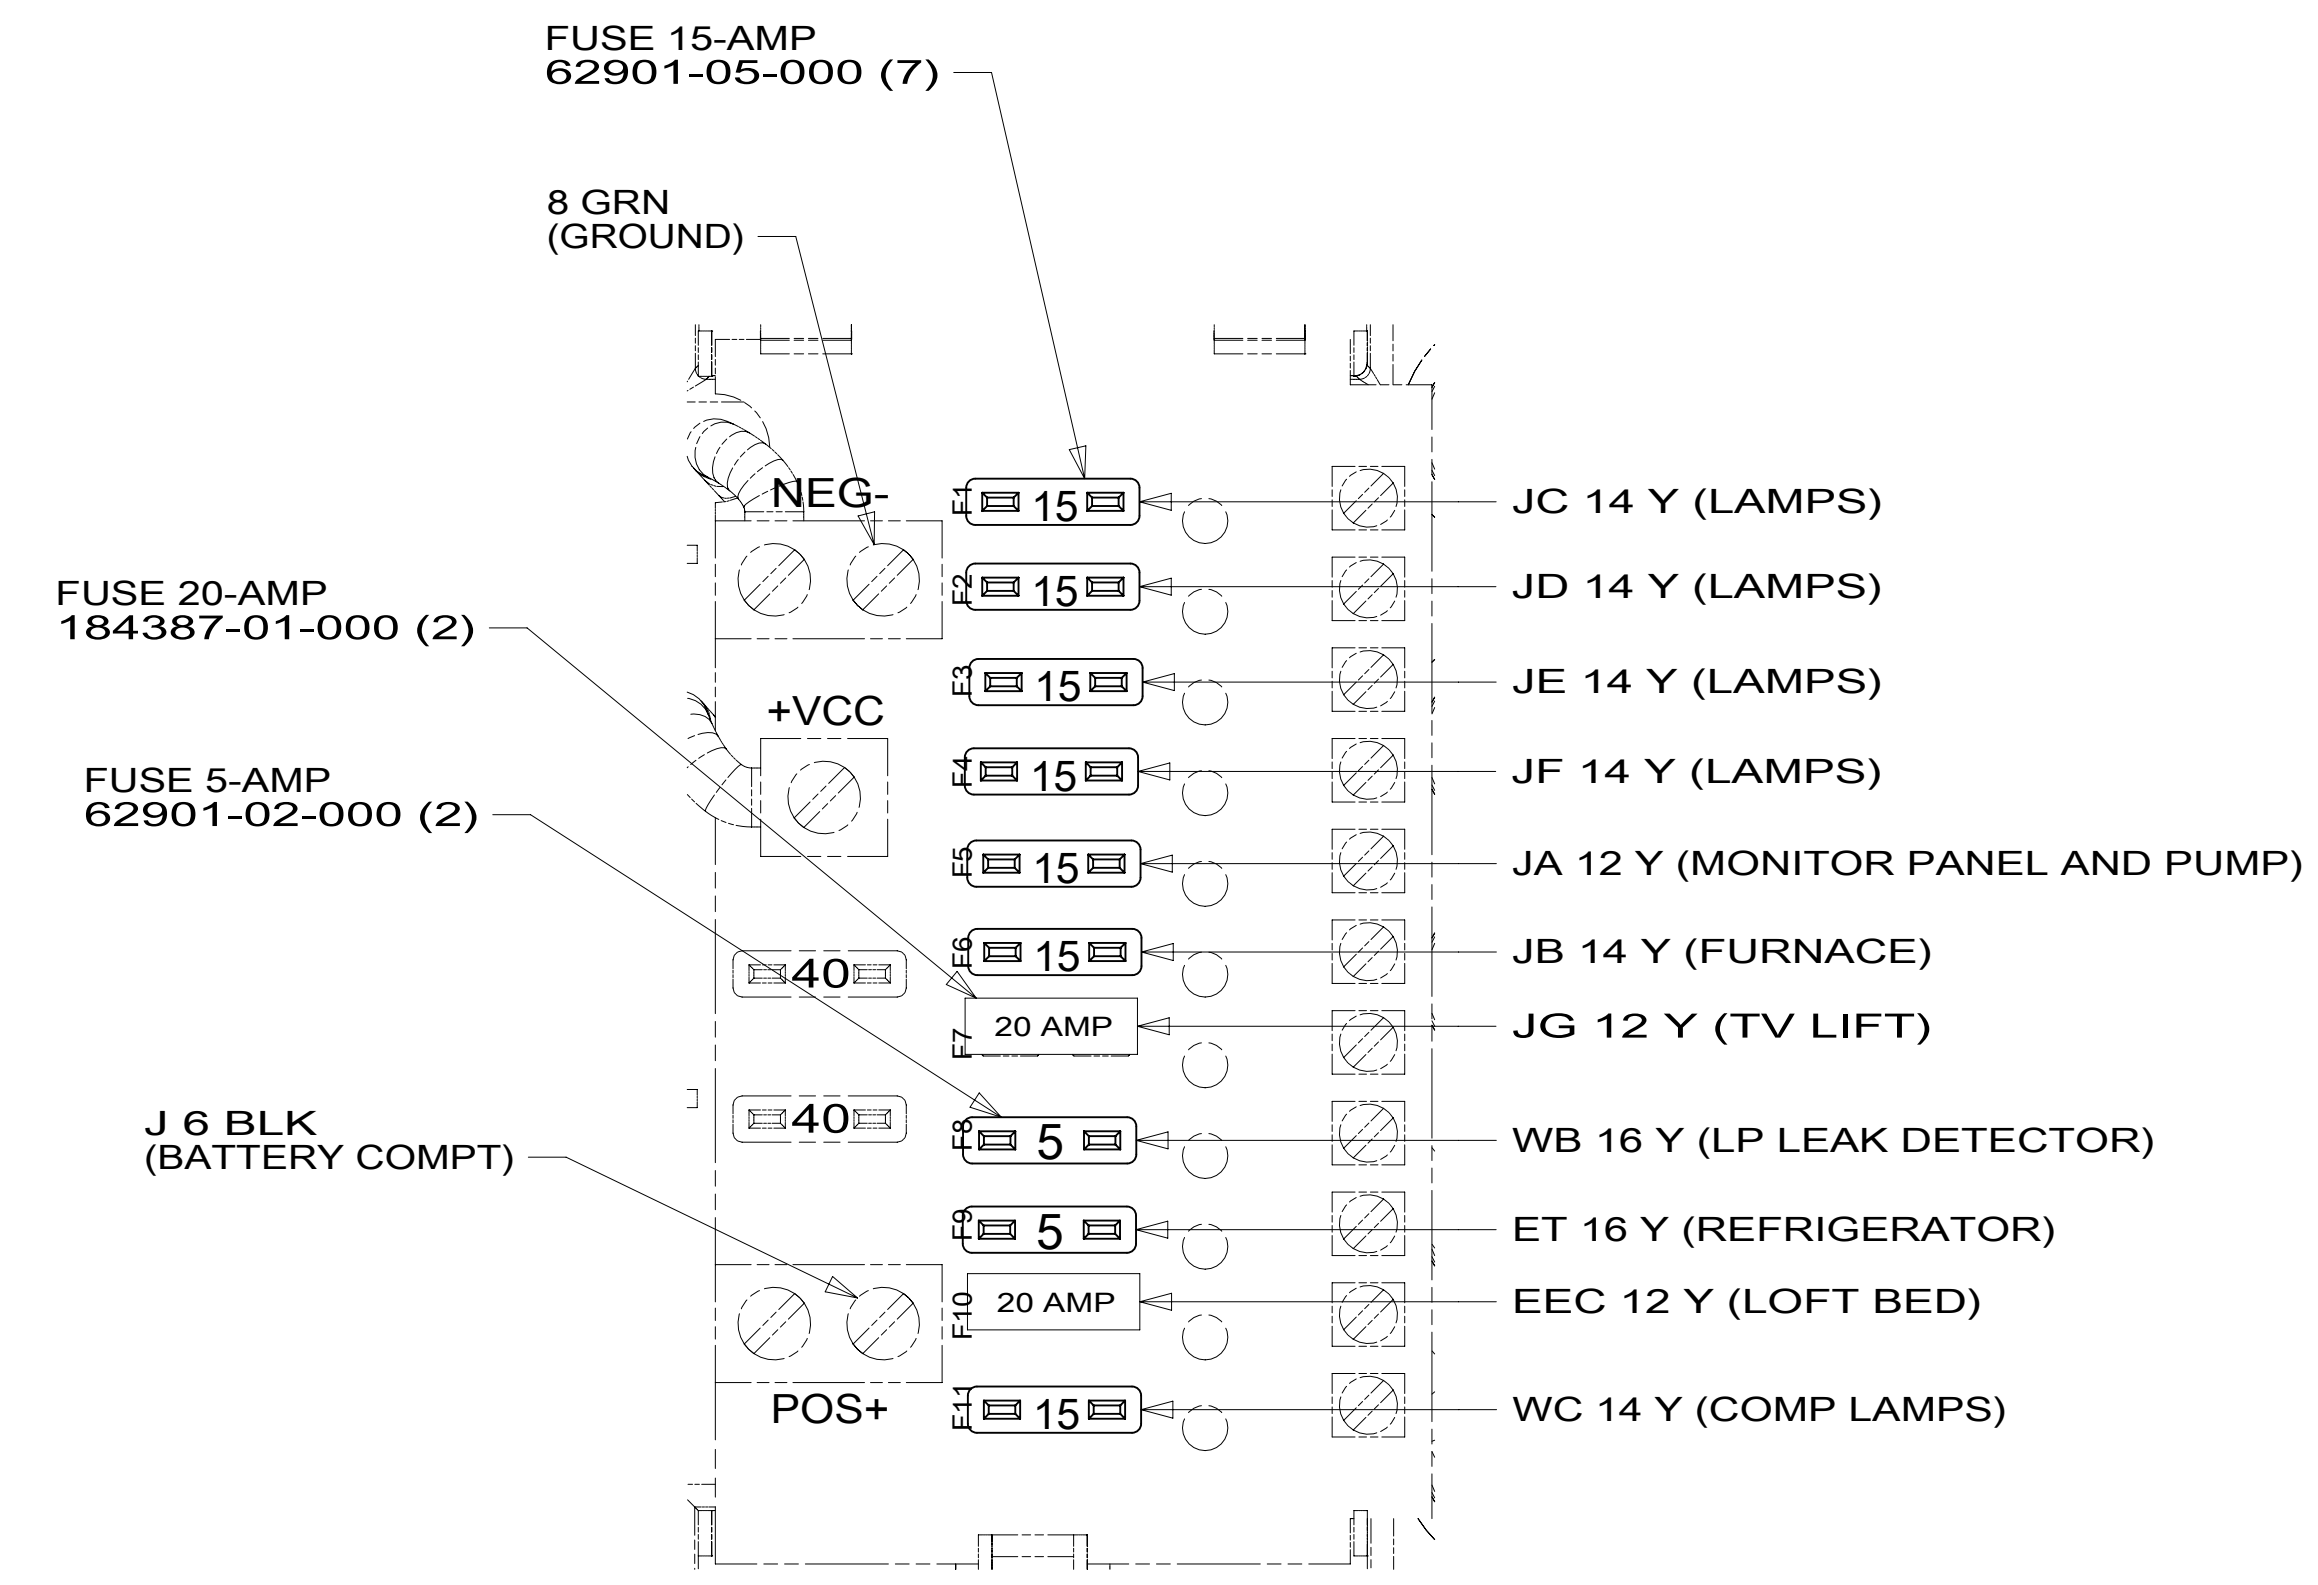 FUSE 15-AMP
62901-05-000 (7)
8 GRN
(GROUND)
NEG-
F1 15 JC 14 Y (LAMPS)
F2 15 JD 14 Y (LAMPS)
FUSE 20-AMP
184387-01-000 (2)
F3 15 JE 14 Y (LAMPS)
+VCC
F4 15 JF 14 Y (LAMPS)
FUSE 5-AMP
62901-02-000 (2)
F5 15 JA 12 Y (MONITOR PANEL AND PUMP)
F6 15 JB 14 Y (FURNACE)
40
F7 20 AMP JG 12 Y (TV LIFT)
40
J 6 BLK
(BATTERY COMPT)
F8 5 WB 16 Y (LP LEAK DETECTOR)
F9 5 ET 16 Y (REFRIGERATOR)
F10 20 AMP EEC 12 Y (LOFT BED)
POS+
F11 15 WC 14 Y (COMP LAMPS)